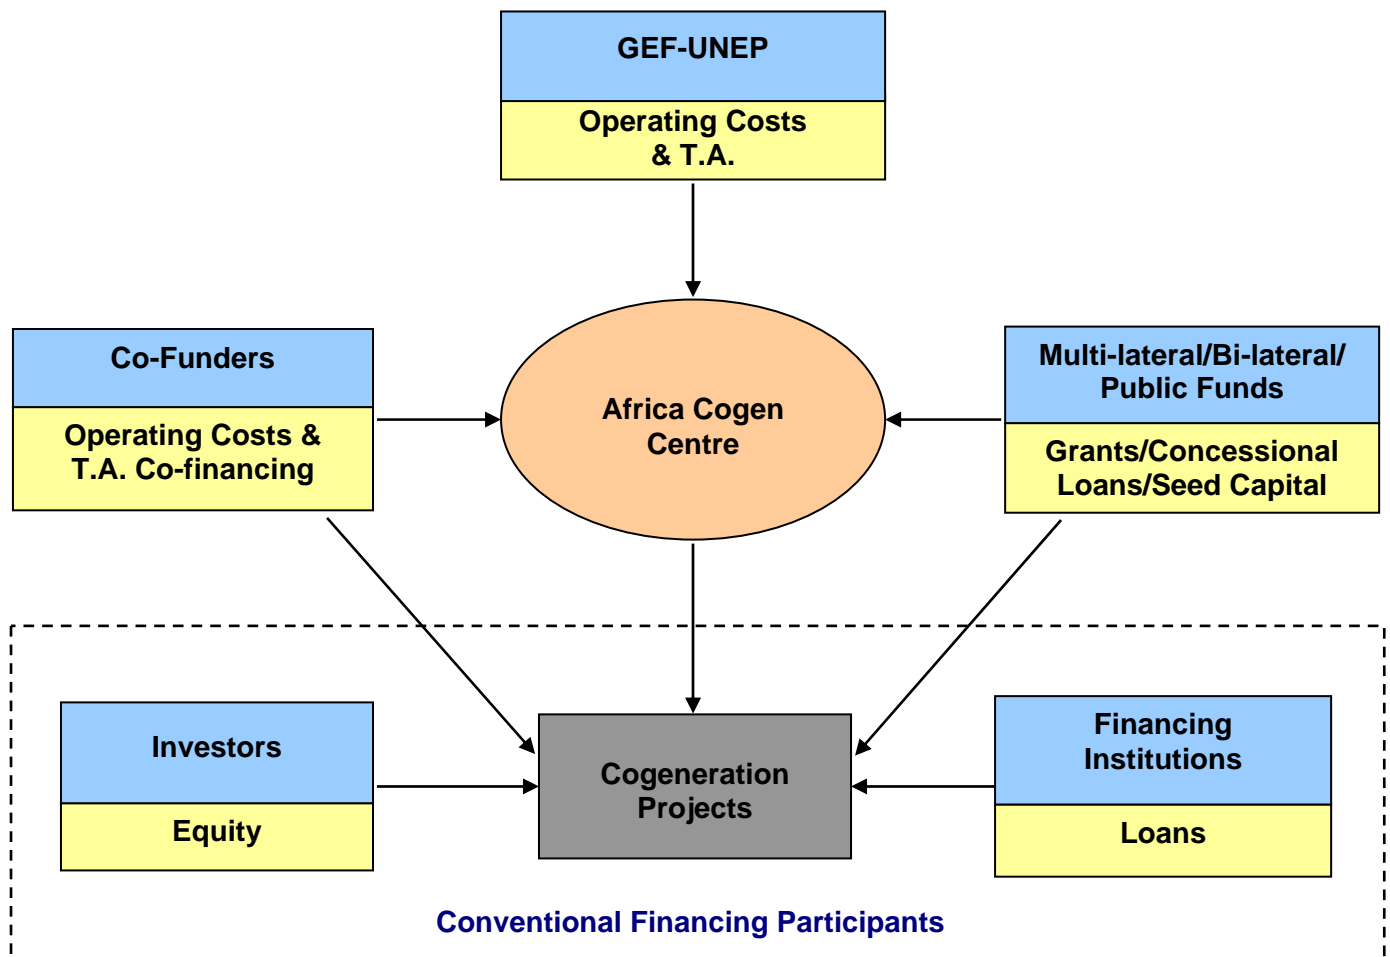 GEF-UNEP
Operating Costs
& T.A.
Co-Funders
Operating Costs &
T.A. Co-financing
Africa Cogen
Centre
Multi-lateral/Bi-lateral/
Public Funds
Grants/Concessional
Loans/Seed Capital
Investors
Equity
Cogeneration
Projects
Financing
Institutions
Loans
Conventional Financing Participants